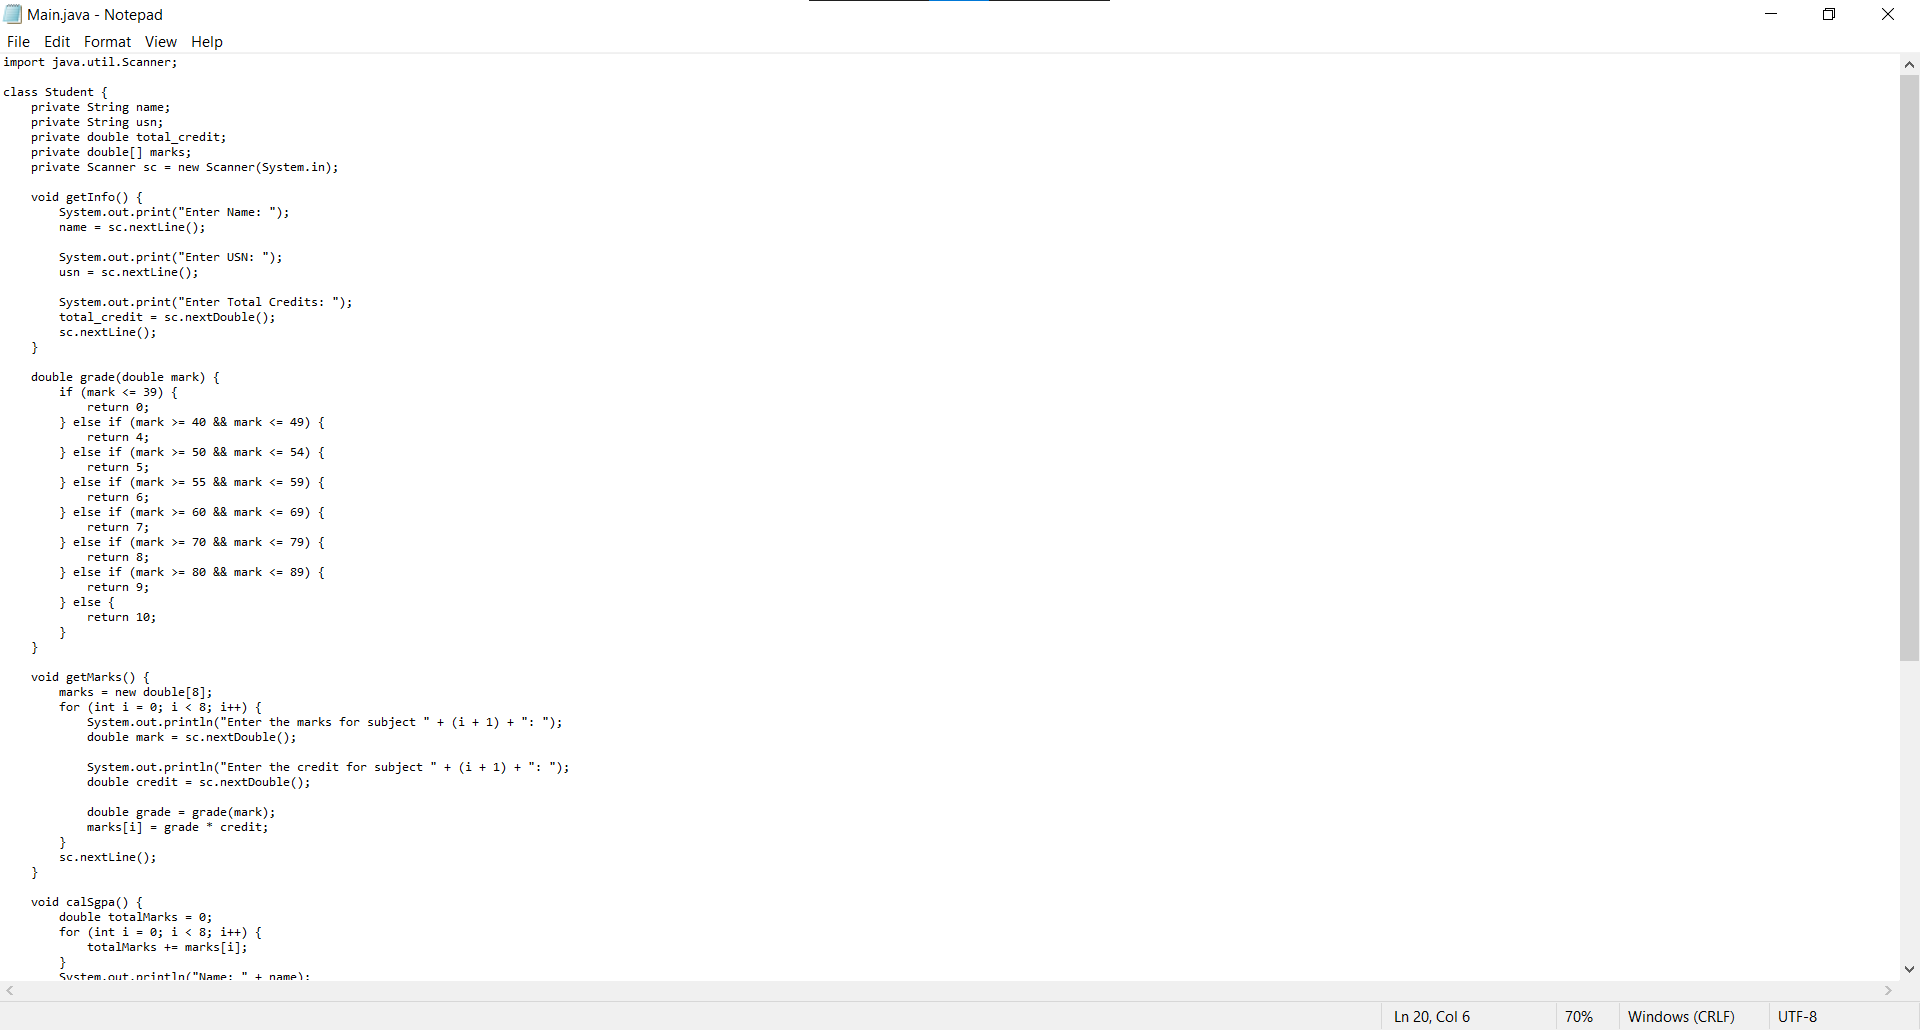 Main.java - Notepad
File Edit Format View Help
import java.util.Scanner;

class Student {
    private String name;
    private String usn;
    private double total_credit;
    private double[] marks;
    private Scanner sc = new Scanner(System.in);

    void getInfo() {
        System.out.print("Enter Name: ");
        name = sc.nextLine();

        System.out.print("Enter USN: ");
        usn = sc.nextLine();

        System.out.print("Enter Total Credits: ");
        total_credit = sc.nextDouble();
        sc.nextLine();
    }

    double grade(double mark) {
        if (mark <= 39) {
            return 0;
        } else if (mark >= 40 && mark <= 49) {
            return 4;
        } else if (mark >= 50 && mark <= 54) {
            return 5;
        } else if (mark >= 55 && mark <= 59) {
            return 6;
        } else if (mark >= 60 && mark <= 69) {
            return 7;
        } else if (mark >= 70 && mark <= 79) {
            return 8;
        } else if (mark >= 80 && mark <= 89) {
            return 9;
        } else {
            return 10;
        }
    }

    void getMarks() {
        marks = new double[8];
        for (int i = 0; i < 8; i++) {
            System.out.println("Enter the marks for subject " + (i + 1) + ": ");
            double mark = sc.nextDouble();

            System.out.println("Enter the credit for subject " + (i + 1) + ": ");
            double credit = sc.nextDouble();

            double grade = grade(mark);
            marks[i] = grade * credit;
        }
        sc.nextLine();
    }

    void calSgpa() {
        double totalMarks = 0;
        for (int i = 0; i < 8; i++) {
            totalMarks += marks[i];
        }
        System.out.println("Name: " + name);
Ln 20, Col 6
70%
Windows (CRLF)
UTF-8